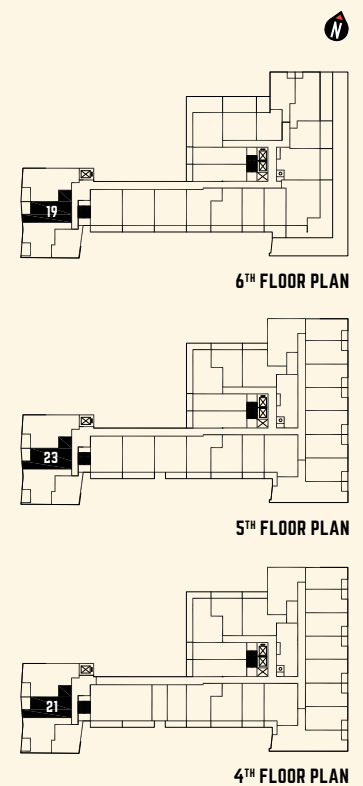 N
19
6TH FLOOR PLAN
23
5TH FLOOR PLAN
21
4TH FLOOR PLAN